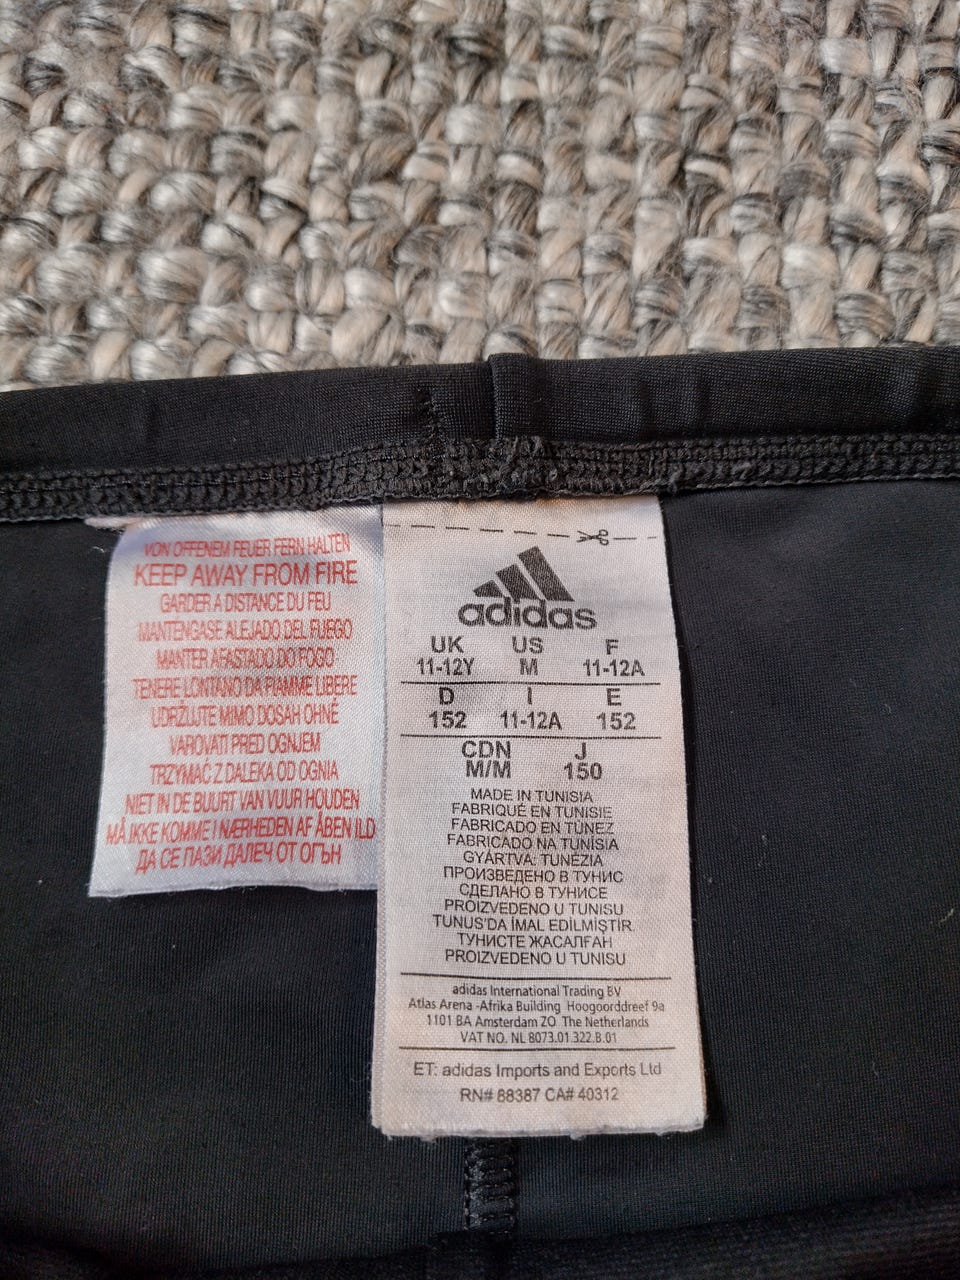 VON OFFENEM FEUER FERN HALTEN
KEEP AWAY FROM FIRE
GARDER A DISTANCE DU FEU
MANTENGASE ALEJADO DEL FUEGO
MANTER AFASTADO DO FOGO
TENERE LONTANO DA FIAMME LIBERE
UDRŽUJTE MIMO DOSAH OHNĚ
VAROVATI PRED OGNJEM
TRZYMAĆ Z DALEKA OD OGNIA
NIET IN DE BUURT VAN VUUR HOUDEN
MÅ IKKE KOMME I NÆRHEDEN AF ÅBEN ILD
ДА СЕ ПАЗИ ДАЛЕЧ ОТ ОГЪН
adidas
UK US F
11-12Y M 11-12A
D I E
152 11-12A 152
CDN J
M/M 150
MADE IN TUNISIA
FABRIQUÉ EN TUNISIE
FABRICADO EN TÚNEZ
FABRICADO NA TUNÍSIA
GYÁRTVA: TUNÉZIA
ПРОИЗВЕДЕНО В ТУНИС
СДЕЛАНО В ТУНИСЕ
PROIZVEDENO U TUNISU
TUNUS'DA İMAL EDİLMİŞTİR.
ТУНИСТЕ ЖАСАЛҒАН
PROIZVEDENO U TUNISU
adidas International Trading BV
Atlas Arena -Afrika Building Hoogoorddreef 9a
1101 BA Amsterdam ZO The Netherlands
VAT NO. NL 8073.01.322.B.01
ET: adidas Imports and Exports Ltd
RN# 88387 CA# 40312